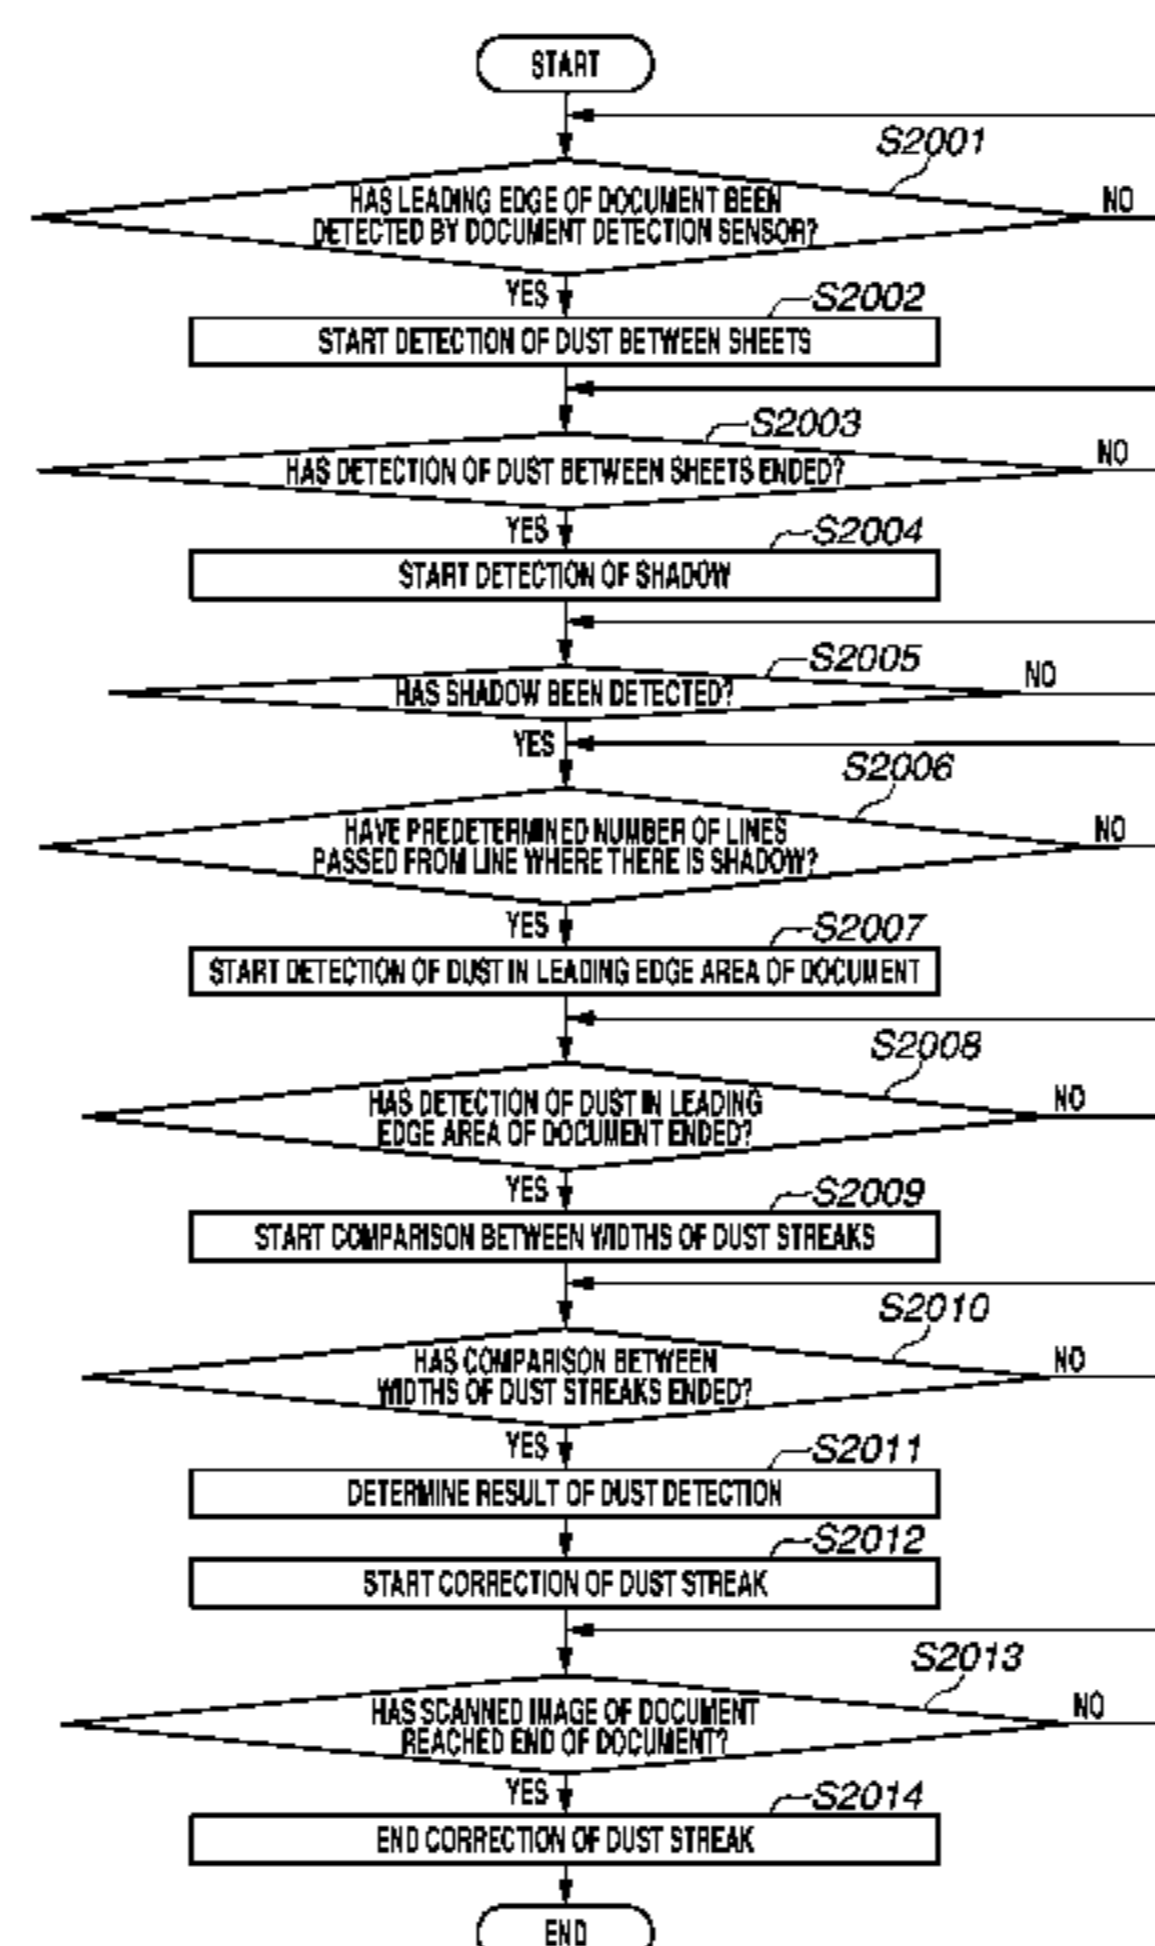 START
S2001
HAS LEADING EDGE OF DOCUMENT BEEN
DETECTED BY DOCUMENT DETECTION SENSOR?
NO
YES
S2002
START DETECTION OF DUST BETWEEN SHEETS
S2003
HAS DETECTION OF DUST BETWEEN SHEETS ENDED?
NO
YES
S2004
START DETECTION OF SHADOW
S2005
HAS SHADOW BEEN DETECTED?
NO
YES
S2006
HAVE PREDETERMINED NUMBER OF LINES
PASSED FROM LINE WHERE THERE IS SHADOW?
NO
YES
S2007
START DETECTION OF DUST IN LEADING EDGE AREA OF DOCUMENT
S2008
HAS DETECTION OF DUST IN LEADING
EDGE AREA OF DOCUMENT ENDED?
NO
YES
S2009
START COMPARISON BETWEEN WIDTHS OF DUST STREAKS
S2010
HAS COMPARISON BETWEEN
WIDTHS OF DUST STREAKS ENDED?
NO
YES
S2011
DETERMINE RESULT OF DUST DETECTION
S2012
START CORRECTION OF DUST STREAK
S2013
HAS SCANNED IMAGE OF DOCUMENT
REACHED END OF DOCUMENT?
NO
YES
S2014
END CORRECTION OF DUST STREAK
END